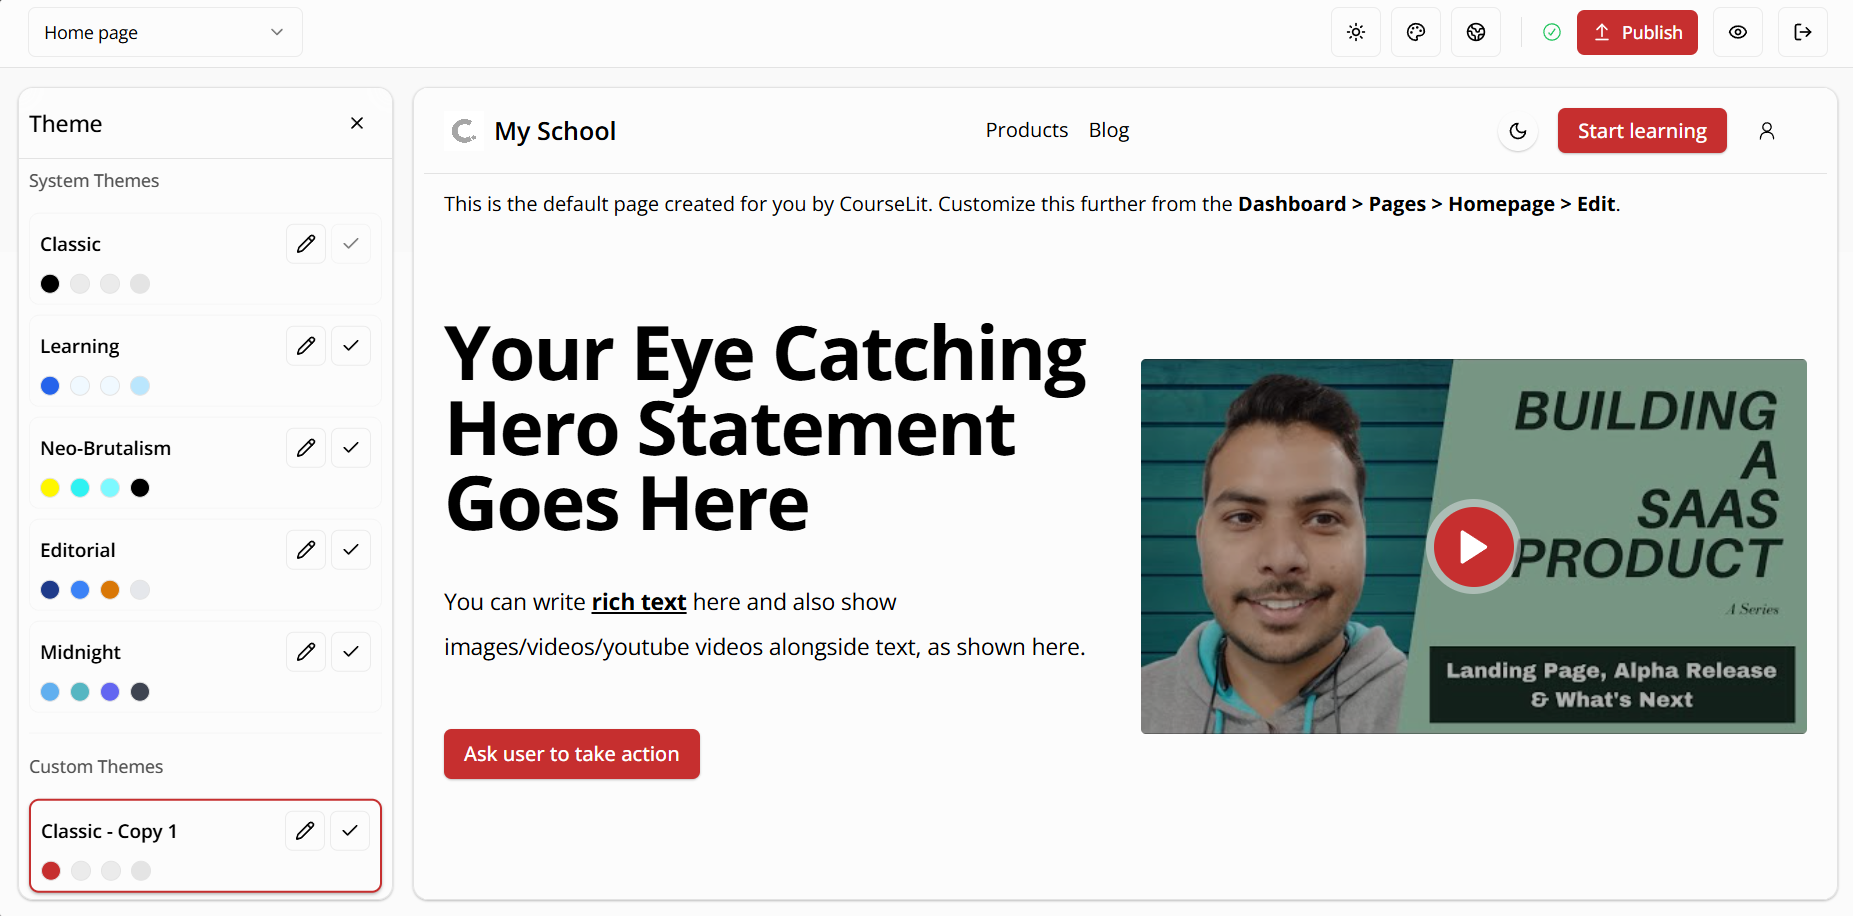 Home page
Publish
Theme
System Themes
Classic
Learning
Neo-Brutalism
Editorial
Midnight
Custom Themes
Classic - Copy 1
My School
Products Blog
Start learning
This is the default page created for you by CourseLit. Customize this further from the Dashboard > Pages > Homepage > Edit.
Your Eye Catching
Hero Statement
Goes Here
You can write rich text here and also show
images/videos/youtube videos alongside text, as shown here.
Ask user to take action
BUILDING
A
SAAS
PRODUCT
A Series
Landing Page, Alpha Release
& What's Next